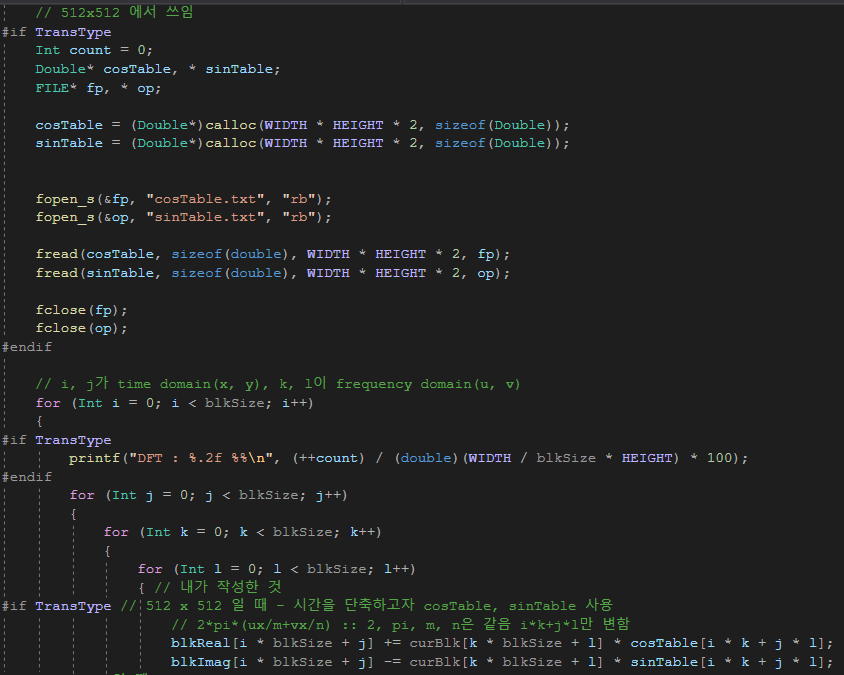 // 512x512 에서 쓰임
#if TransType
Int count = 0;
Double* cosTable, * sinTable;
FILE* fp, * op;
cosTable = (Double*)calloc(WIDTH * HEIGHT * 2, sizeof(Double));
sinTable = (Double*)calloc(WIDTH * HEIGHT * 2, sizeof(Double));
fopen_s(&fp, "cosTable.txt", "rb");
fopen_s(&op, "sinTable.txt", "rb");
fread(cosTable, sizeof(double), WIDTH * HEIGHT * 2, fp);
fread(sinTable, sizeof(double), WIDTH * HEIGHT * 2, op);
fclose(fp);
fclose(op);
#endif
// i, j가 time domain(x, y), k, l이 frequency domain(u, v)
for (Int i = 0; i < blkSize; i++)
{
#if TransType
printf("DFT : %.2f %%\n", (++count) / (double)(WIDTH / blkSize * HEIGHT) * 100);
#endif
for (Int j = 0; j < blkSize; j++)
{
for (Int k = 0; k < blkSize; k++)
{
for (Int l = 0; l < blkSize; l++)
{ // 내가 작성한 것
#if TransType // 512 x 512 일 때 - 시간을 단축하고자 cosTable, sinTable 사용
// 2*pi*(ux/m+vx/n) :: 2, pi, m, n은 같음 i*k+j*l만 변함
blkReal[i * blkSize + j] += curBlk[k * blkSize + l] * cosTable[i * k + j * l];
blkImag[i * blkSize + j] -= curBlk[k * blkSize + l] * sinTable[i * k + j * l];